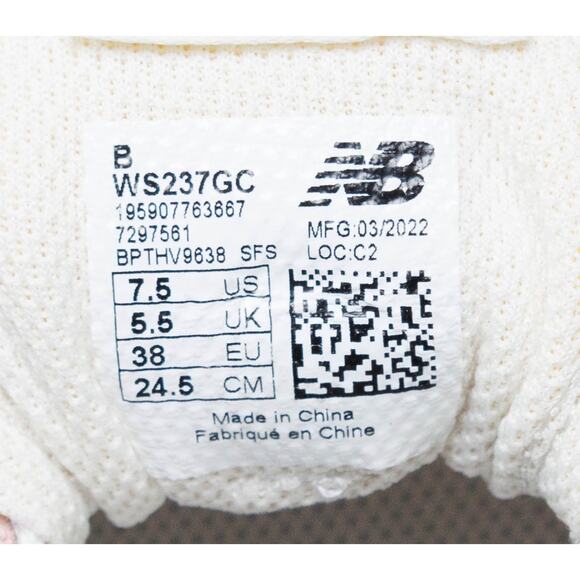 B
WS237GC
195907763667
7297561
BPTHV9638 SFS
NB
MFG:03/2022
LOC:C2
7.5 US
5.5 UK
38 EU
24.5 CM
Made in China
Fabriqué en Chine